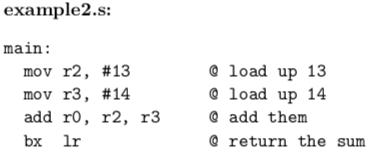 example2.s:
main:
  mov r2, #13       @ load up 13
  mov r3, #14       @ load up 14
  add r0, r2, r3    @ add them
  bx  lr            @ return the sum